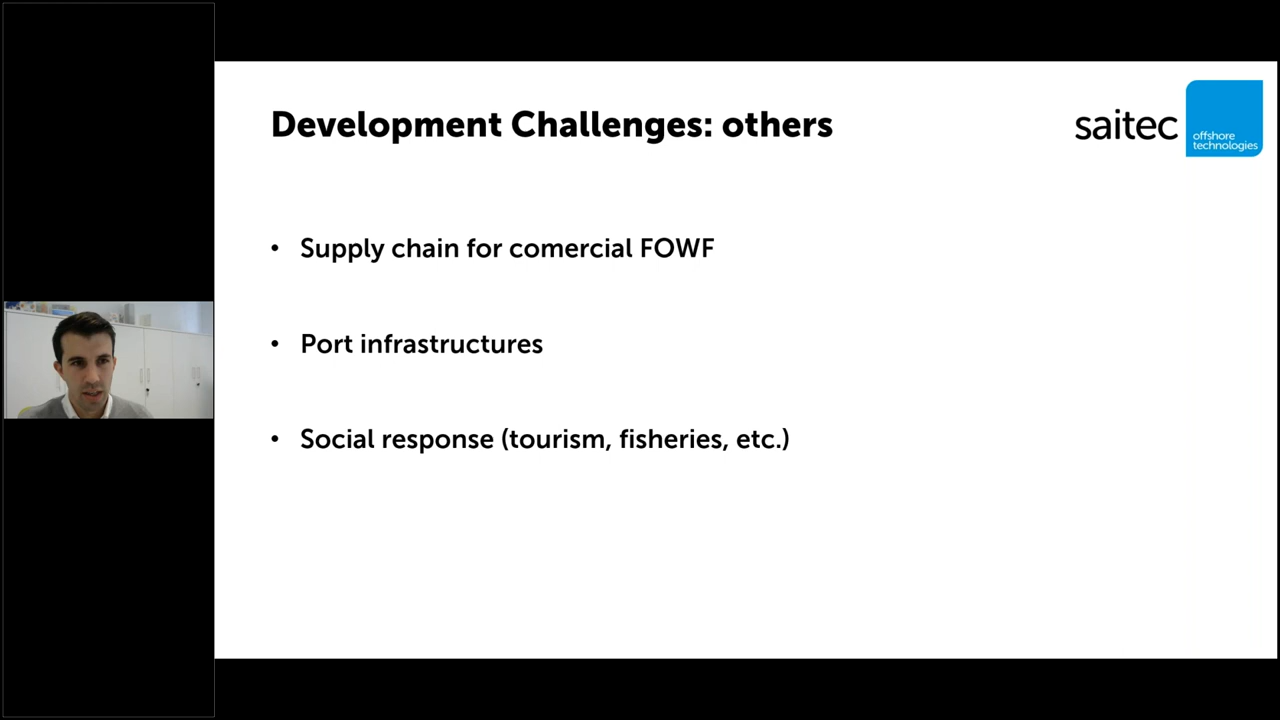 Development Challenges: others
saitec
offshore
technologies
• Supply chain for comercial FOWF
• Port infrastructures
• Social response (tourism, fisheries, etc.)